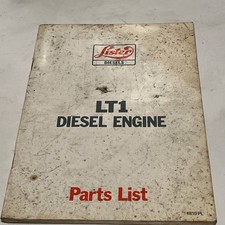 Lister
DIESELS
LT1
DIESEL ENGINE
Parts List